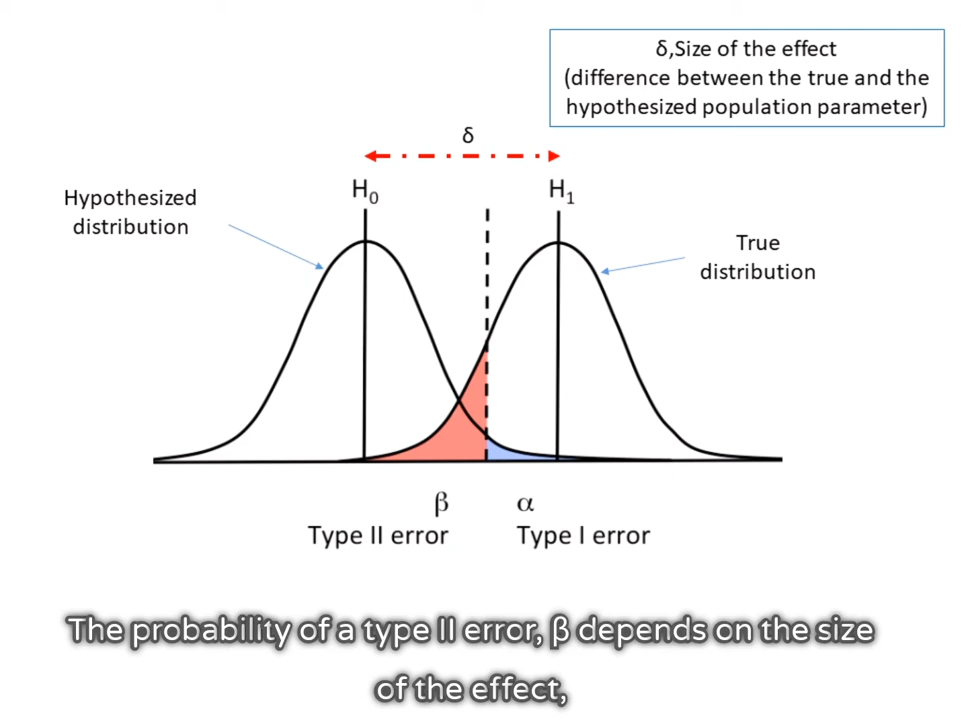 δ,Size of the effect
(difference between the true and the
hypothesized population parameter)
δ
H₀
H₁
Hypothesized
distribution
True
distribution
β
Type II error
α
Type I error
The probability of a type II error, β depends on the size
of the effect,